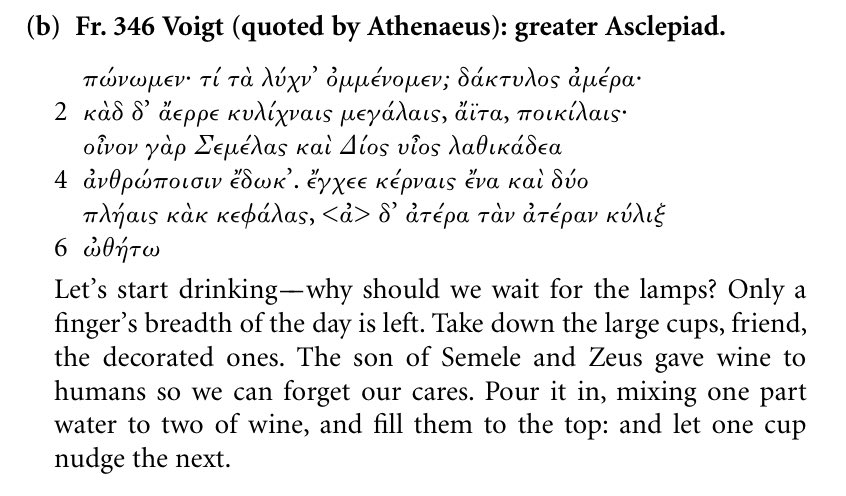 (b) Fr. 346 Voigt (quoted by Athenaeus): greater Asclepiad.
πώνωμεν· τί τὰ λύχν’ ὀμμένομεν; δάκτυλος ἀμέρα·
2 κὰδ δ’ ἄερρε κυλίχναις μεγάλαις, ἄϊτα, ποικίλαις·
οἶνον γὰρ Σεμέλας καὶ Δίος υἶος λαθικάδεα
4 ἀνθρώποισιν ἔδωκ’. ἔγχεε κέρναις ἔνα καὶ δύο
πλήαις κὰκ κεφάλας, <ἀ> δ’ ἀτέρα τὰν ἀτέραν κύλιξ
6 ὠθήτω
Let’s start drinking—why should we wait for the lamps? Only a
finger’s breadth of the day is left. Take down the large cups, friend,
the decorated ones. The son of Semele and Zeus gave wine to
humans so we can forget our cares. Pour it in, mixing one part
water to two of wine, and fill them to the top: and let one cup
nudge the next.